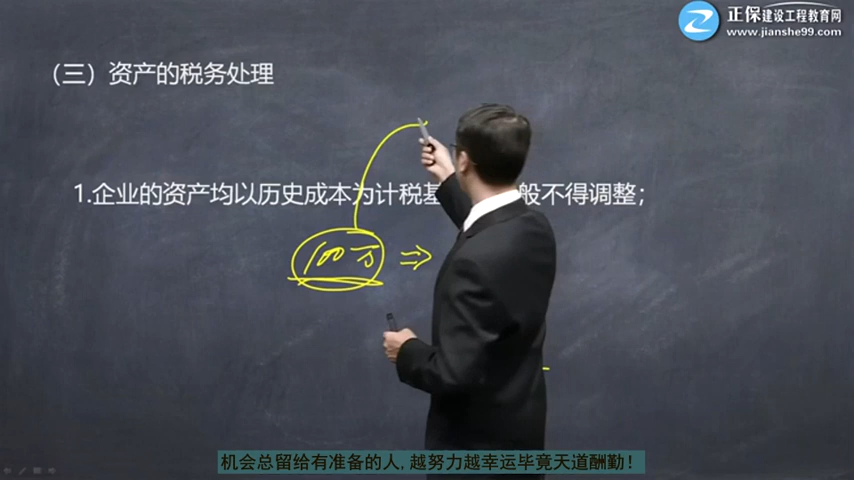 正保建设工程教育网
www.jianshe99.com
（三）资产的税务处理
1.企业的资产均以历史成本为计税基 般不得调整；
100万
机会总留给有准备的人,越努力越幸运毕竟天道酬勤！